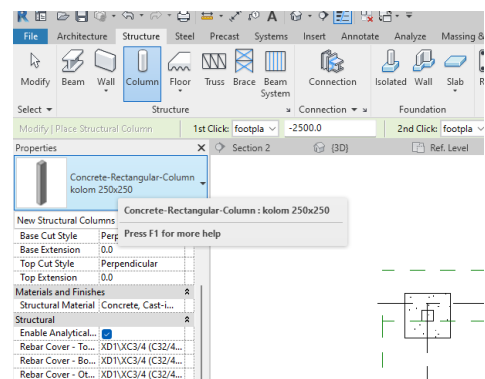 File Architecture Structure Steel Precast Systems Insert Annotate Analyze Massing &
Modify Beam Wall Column Floor Truss Brace Beam System Connection Isolated Wall Slab
Select Structure Connection Foundation
Modify | Place Structural Column 1st Click: footpla -2500.0 2nd Click: footpla
Properties Section 2 {3D} Ref. Level
Concrete-Rectangular-Column
kolom 250x250
Concrete-Rectangular-Column : kolom 250x250
New Structural Colum
Press F1 for more help
Base Cut Style Perp
Base Extension 0.0
Top Cut Style Perpendicular
Top Extension 0.0
Materials and Finishes
Structural Material Concrete, Cast-i...
Structural
Enable Analytical...
Rebar Cover - To... XD1\XC3/4 (C32/4...
Rebar Cover - Bo... XD1\XC3/4 (C32/4...
Rebar Cover - Ot... XD1\XC3/4 (C32/4...